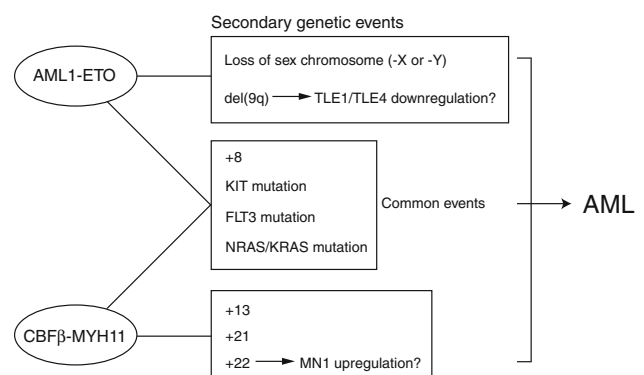 Secondary genetic events
AML1-ETO
Loss of sex chromosome (-X or -Y)
del(9q) TLE1/TLE4 downregulation?
+8
KIT mutation
FLT3 mutation
NRAS/KRAS mutation
Common events
AML
CBFβ-MYH11
+13
+21
+22 MN1 upregulation?